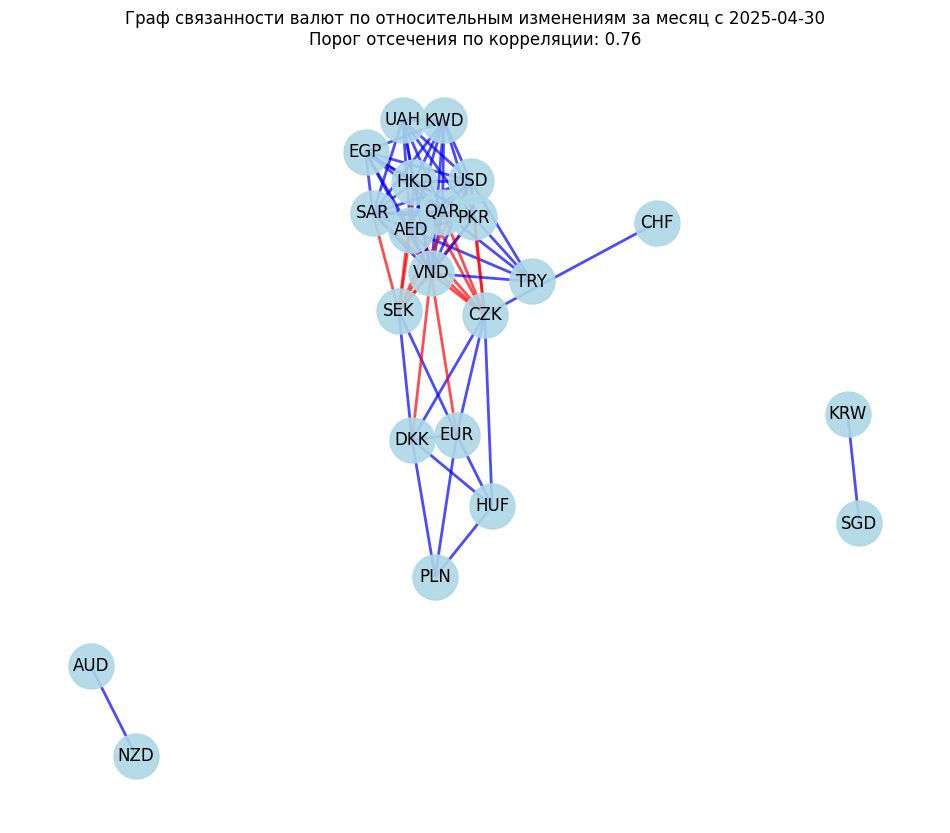 Граф связанности валют по относительным изменениям за месяц с 2025-04-30
Порог отсечения по корреляции: 0.76
UAH
KWD
EGP
HKD
USD
SAR
QAR
PKR
AED
CHF
VND
TRY
SEK
CZK
KRW
DKK
EUR
HUF
SGD
PLN
AUD
NZD